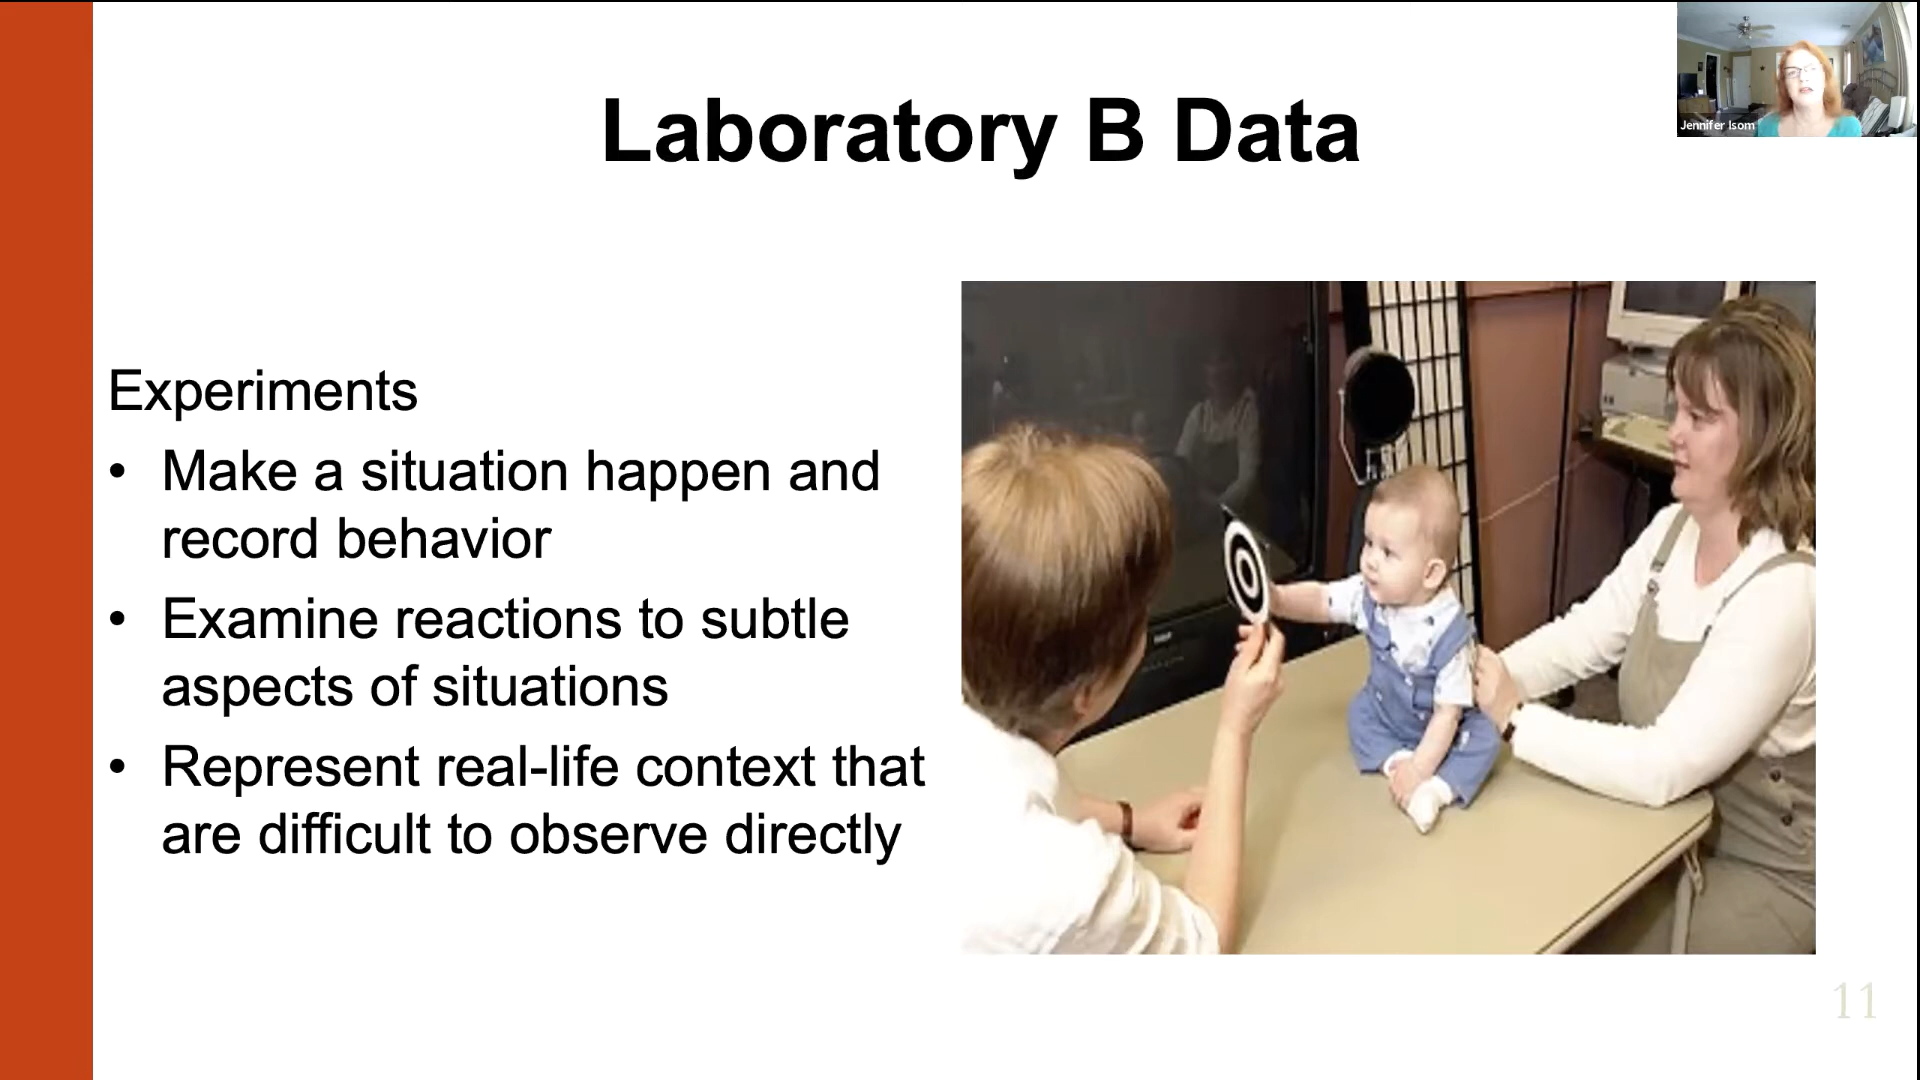 Laboratory B Data
Jennifer Isom
Experiments
• Make a situation happen and
record behavior
• Examine reactions to subtle
aspects of situations
• Represent real-life context that
are difficult to observe directly
11